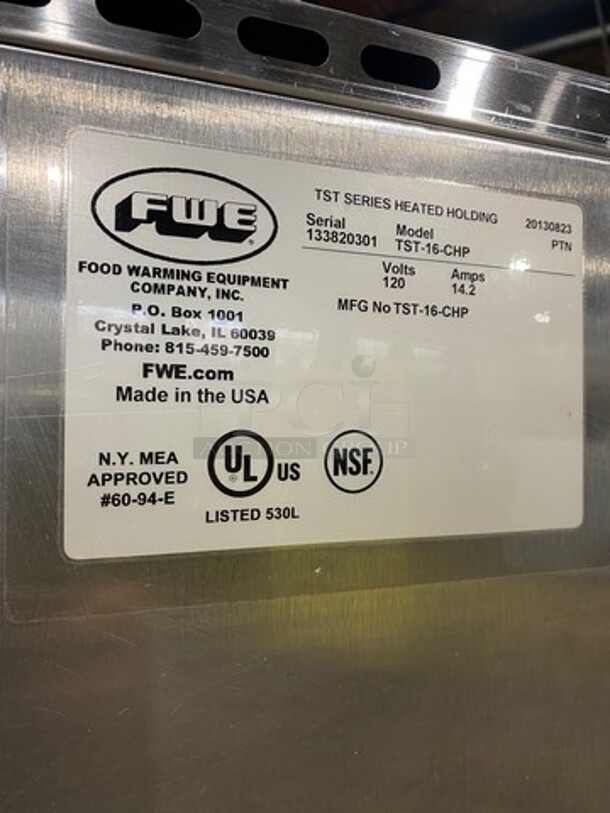 FWE
FOOD WARMING EQUIPMENT
COMPANY, INC.
P.O. Box 1001
Crystal Lake, IL 60039
Phone: 815-459-7500
FWE.com
Made in the USA
TST SERIES HEATED HOLDING 20130823
Serial Model PTN
133820301 TST-16-CHP
Volts Amps
120 14.2
MFG No TST-16-CHP
N.Y. MEA
APPROVED
#60-94-E
UL US
LISTED 530L
NSF
AUCTION GROUP